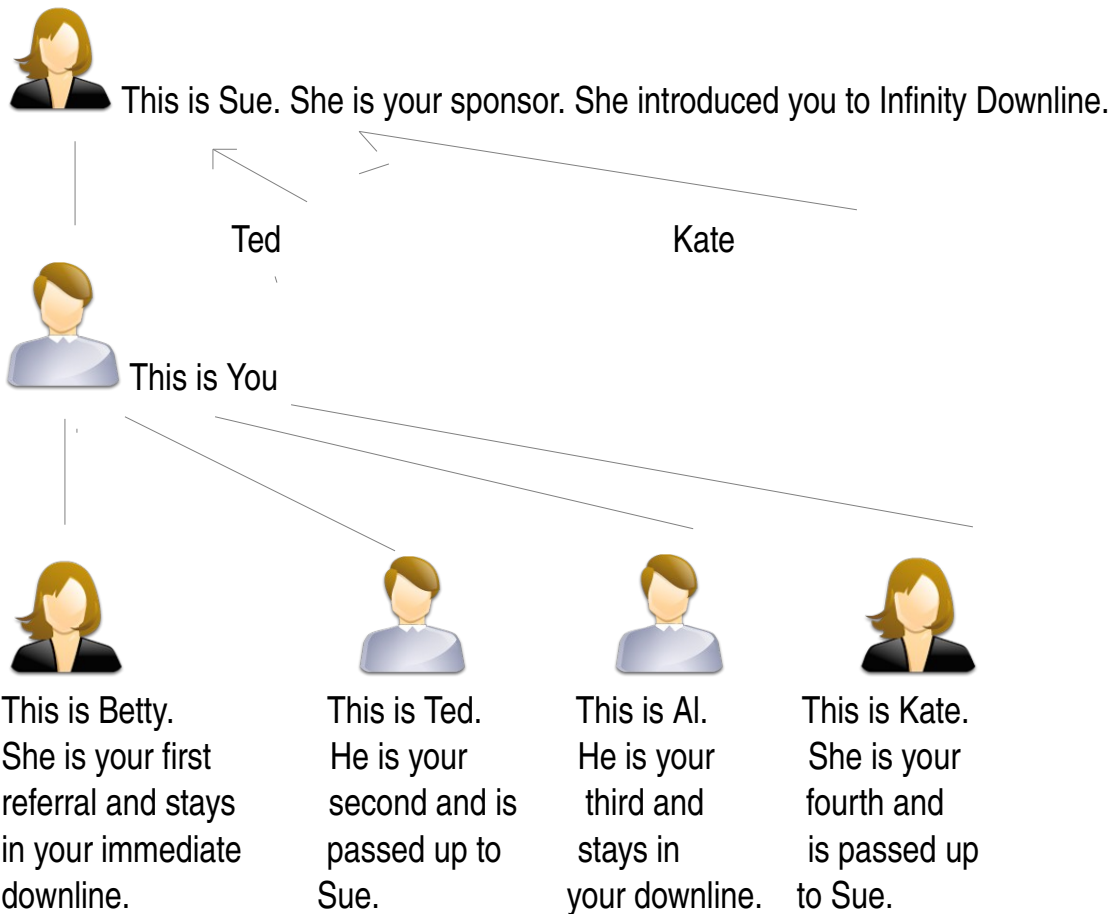 This is Sue. She is your sponsor. She introduced you to Infinity Downline.
Ted
Kate
This is You
This is Betty.
She is your first
referral and stays
in your immediate
downline.
This is Ted.
He is your
second and is
passed up to
Sue.
This is Al.
He is your
third and
stays in
your downline.
This is Kate.
She is your
fourth and
is passed up
to Sue.